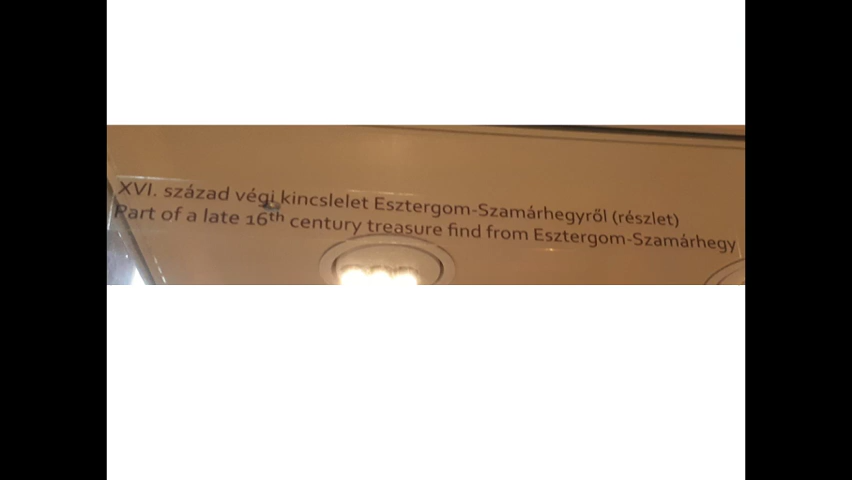 XVI. század végi kincslelet Esztergom-Szamárhegyről (részlet)
Part of a late 16th century treasure find from Esztergom-Szamárhegy